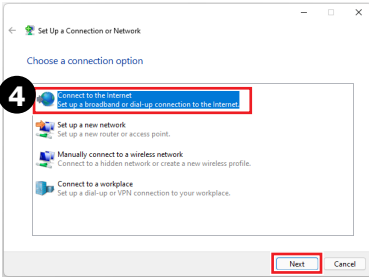 Set Up a Connection or Network
Choose a connection option
4
Connect to the Internet
Set up a broadband or dial-up connection to the Internet.
Set up a new network
Set up a new router or access point.
Manually connect to a wireless network
Connect to a hidden network or create a new wireless profile.
Connect to a workplace
Set up a dial-up or VPN connection to your workplace.
Next Cancel